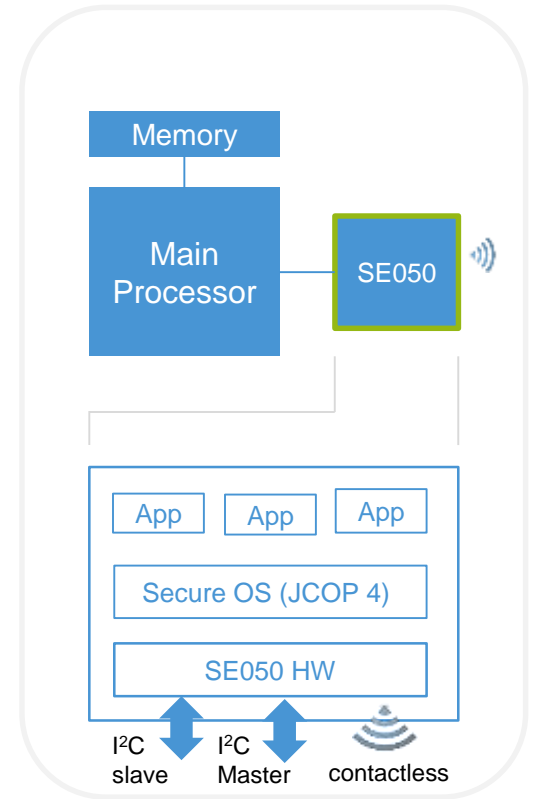 Memory
Main
Processor
SE050
App
App
App
Secure OS (JCOP 4)
SE050 HW
I²C
slave
I²C
Master
contactless